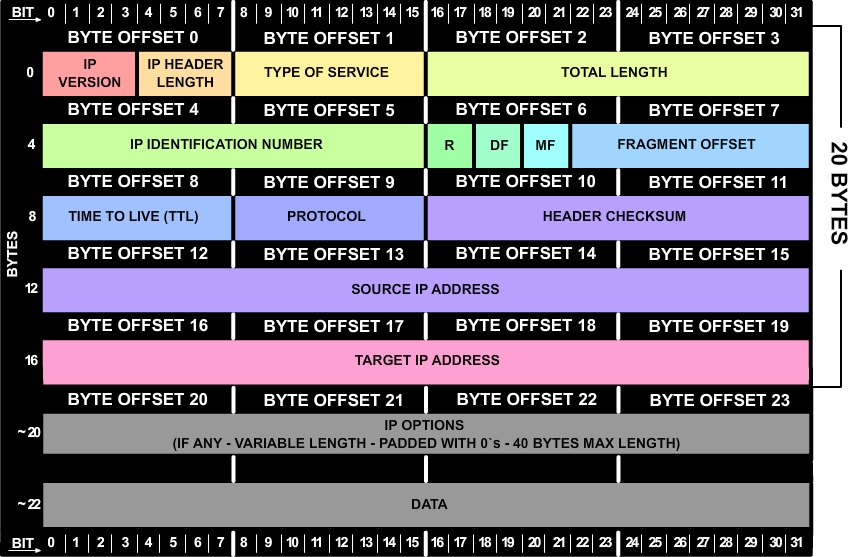 BIT 0 1 2 3 4 5 6 7 8 9 10 11 12 13 14 15 16 17 18 19 20 21 22 23 24 25 26 27 28 29 30 31
BYTES
BYTE OFFSET 0 BYTE OFFSET 1 BYTE OFFSET 2 BYTE OFFSET 3
0 IP VERSION IP HEADER LENGTH TYPE OF SERVICE TOTAL LENGTH
BYTE OFFSET 4 BYTE OFFSET 5 BYTE OFFSET 6 BYTE OFFSET 7
4 IP IDENTIFICATION NUMBER R DF MF FRAGMENT OFFSET
BYTE OFFSET 8 BYTE OFFSET 9 BYTE OFFSET 10 BYTE OFFSET 11
8 TIME TO LIVE (TTL) PROTOCOL HEADER CHECKSUM
20 BYTES
BYTES
BYTE OFFSET 12 BYTE OFFSET 13 BYTE OFFSET 14 BYTE OFFSET 15
12 SOURCE IP ADDRESS
BYTE OFFSET 16 BYTE OFFSET 17 BYTE OFFSET 18 BYTE OFFSET 19
16 TARGET IP ADDRESS
BYTE OFFSET 20 BYTE OFFSET 21 BYTE OFFSET 22 BYTE OFFSET 23
~20 IP OPTIONS
(IF ANY - VARIABLE LENGTH - PADDED WITH 0`s - 40 BYTES MAX LENGTH)
~22 DATA
BIT 0 1 2 3 4 5 6 7 8 9 10 11 12 13 14 15 16 17 18 19 20 21 22 23 24 25 26 27 28 29 30 31